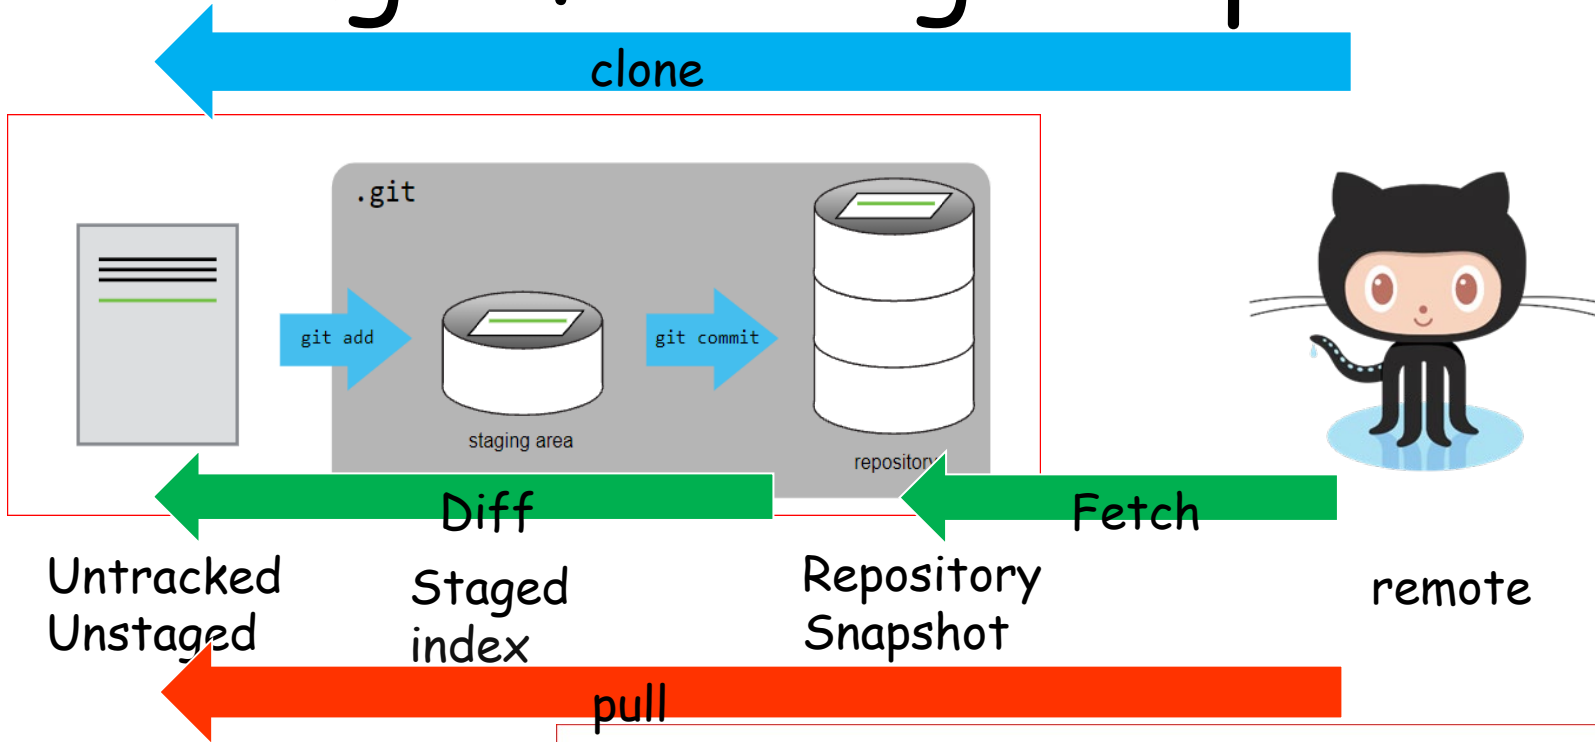 clone
.git
git add
git commit
staging area
repository
Diff
Fetch
Untracked
Unstaged
Staged
index
Repository
Snapshot
remote
pull